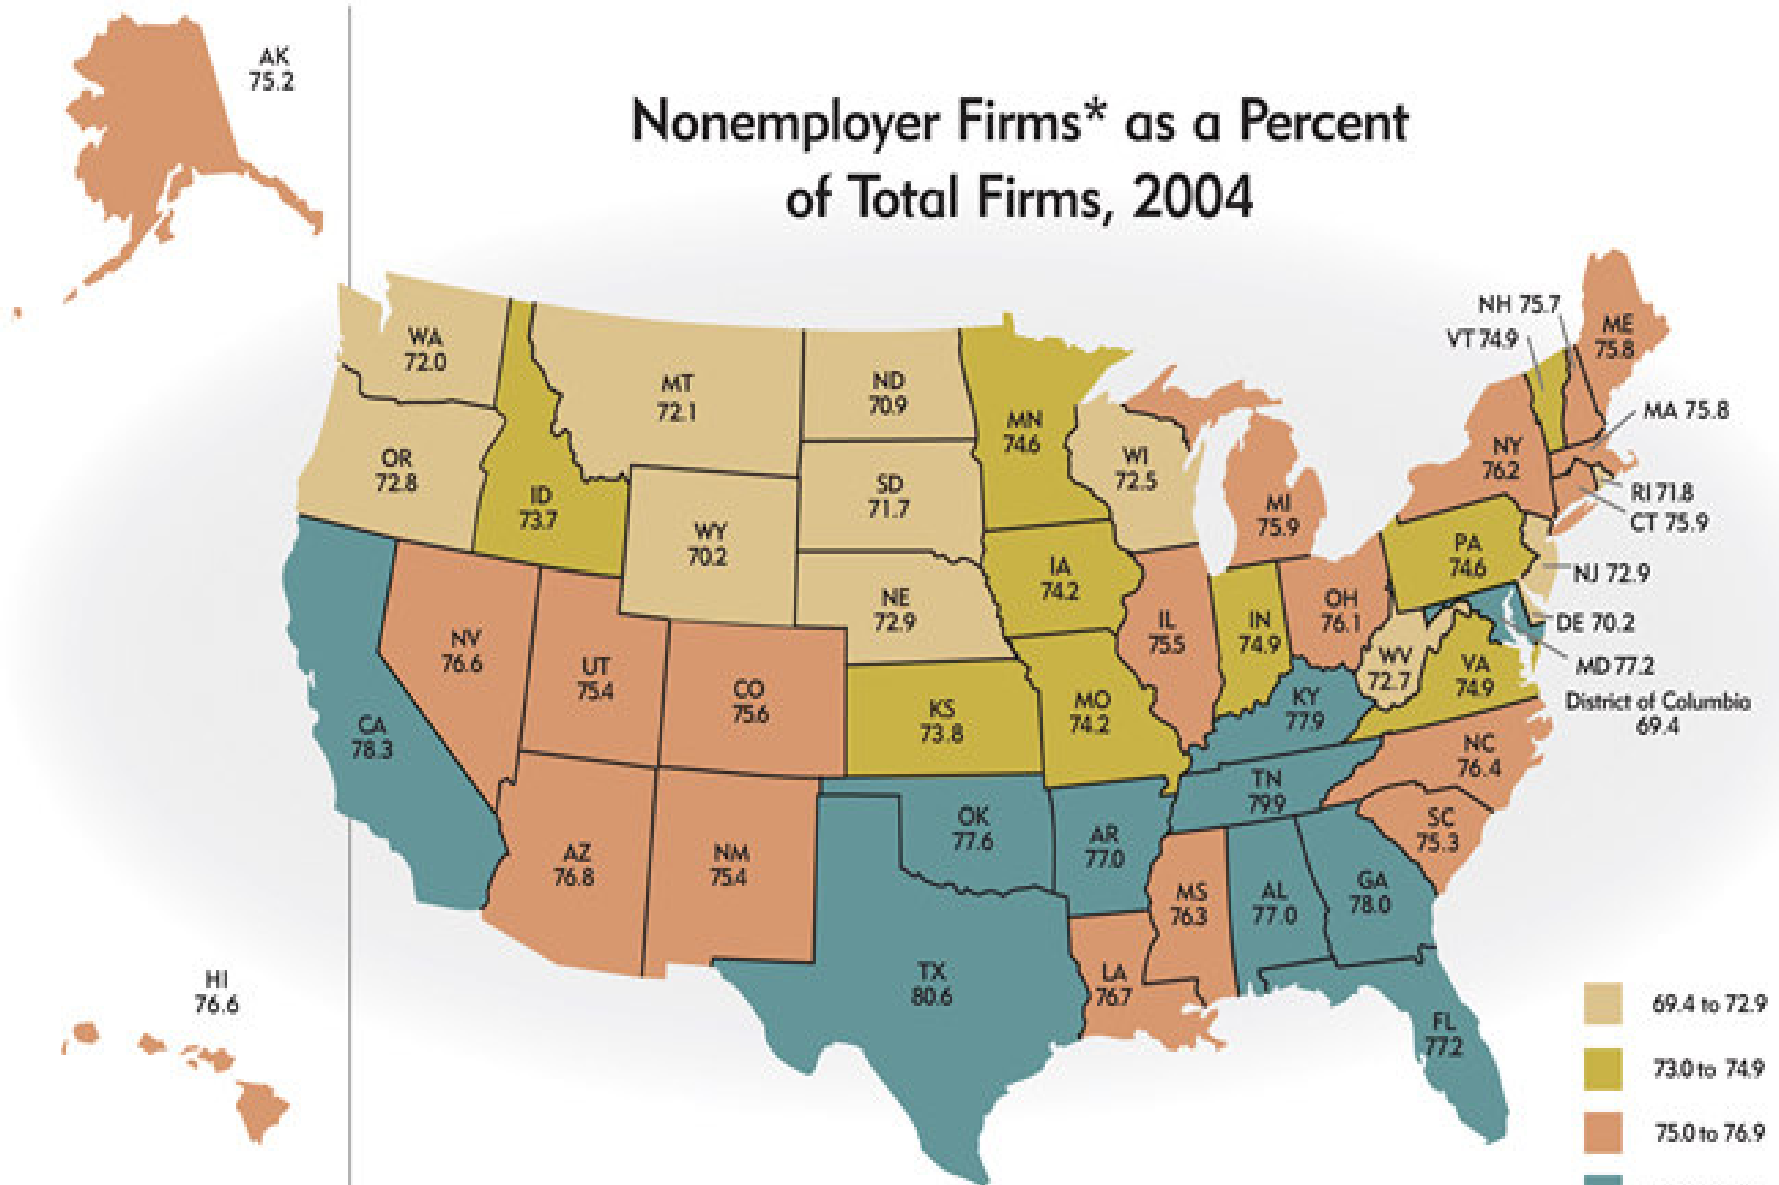 AK
75.2
Nonemployer Firms* as a Percent
of Total Firms, 2004
WA
72.0
MT
72.1
ND
70.9
MN
74.6
NH 75.7
VT 74.9
ME
75.8
MA 75.8
OR
72.8
ID
73.7
WY
70.2
SD
71.7
WI
72.5
MI
75.9
NY
76.2
RI 71.8
CT 75.9
NE
72.9
IA
74.2
IL
75.5
IN
74.9
OH
76.1
PA
74.6
NJ 72.9
DE 70.2
MD 77.2
District of Columbia
69.4
NV
76.6
UT
75.4
CO
75.6
KS
73.8
MO
74.2
KY
77.9
WV
72.7
VA
74.9
CA
78.3
AZ
76.8
NM
75.4
OK
77.6
AR
77.0
TN
79.9
NC
76.4
SC
75.3
MS
76.3
AL
77.0
GA
78.0
TX
80.6
LA
76.7
FL
77.2
HI
76.6
69.4 to 72.9
73.0 to 74.9
75.0 to 76.9